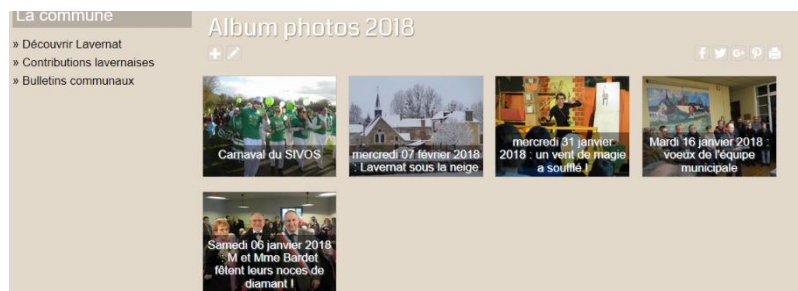 La commune
» Découvrir Lavernat
» Contributions lavernaises
» Bulletins communaux
Album photos 2018
Carnaval du SIVOS
mercredi 07 février 2018
: Lavernat sous la neige
mercredi 31 janvier
2018 : un vent de magie
a soufflé !
Mardi 16 janvier 2018 :
voeux de l'équipe
municipale
Samedi 06 janvier 2018
M et Mme Bardet
fêtent leurs noces de
diamant !